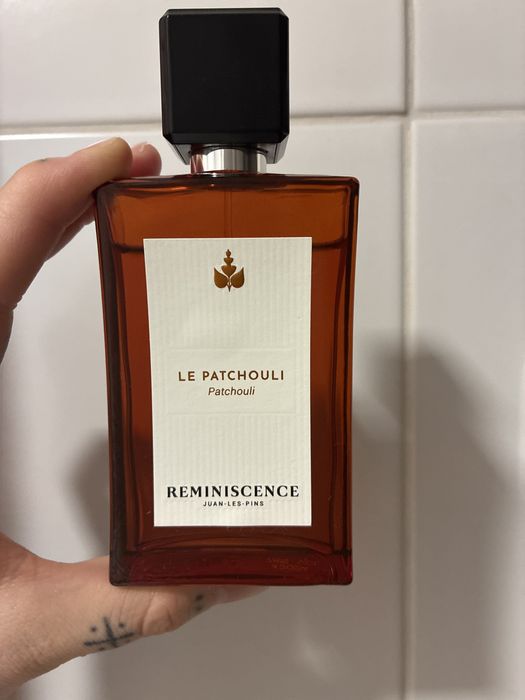 LE PATCHOULI
Patchouli
REMINISCENCE
JUAN-LES-PINS